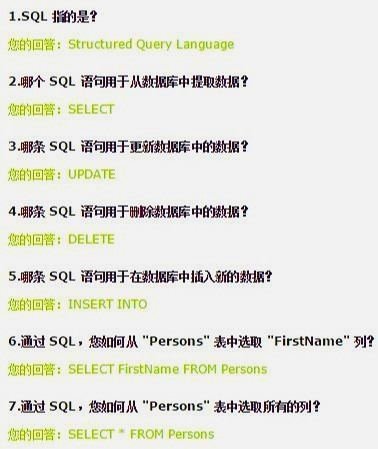 1.SQL 指的是?
您的回答: Structured Query Language
2.哪个 SQL 语句用于从数据库中提取数据?
您的回答: SELECT
3.哪条 SQL 语句用于更新数据库中的数据?
您的回答: UPDATE
4.哪条 SQL 语句用于删除数据库中的数据?
您的回答: DELETE
5.哪条 SQL 语句用于在数据库中插入新的数据?
您的回答: INSERT INTO
6.通过 SQL，您如何从 "Persons" 表中选取 "FirstName" 列?
您的回答: SELECT FirstName FROM Persons
7.通过 SQL，您如何从 "Persons" 表中选取所有的列?
您的回答: SELECT * FROM Persons